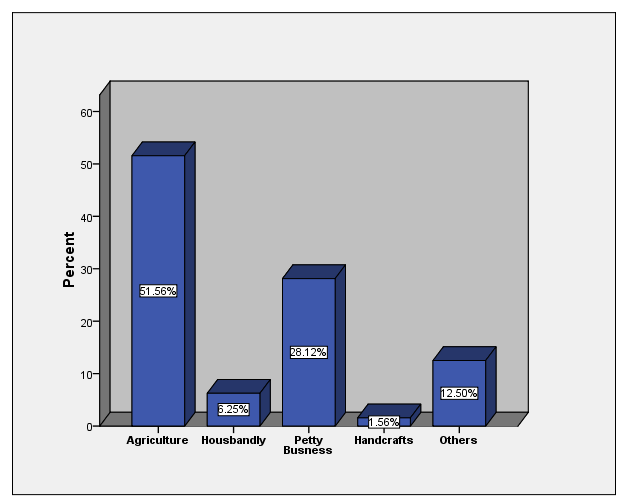 60
50
40
30
20
10
0
Percent
51.56%
6.25%
28.12%
1.56%
12.50%
Agriculture
Housbandly
Petty
Busness
Handcrafts
Others